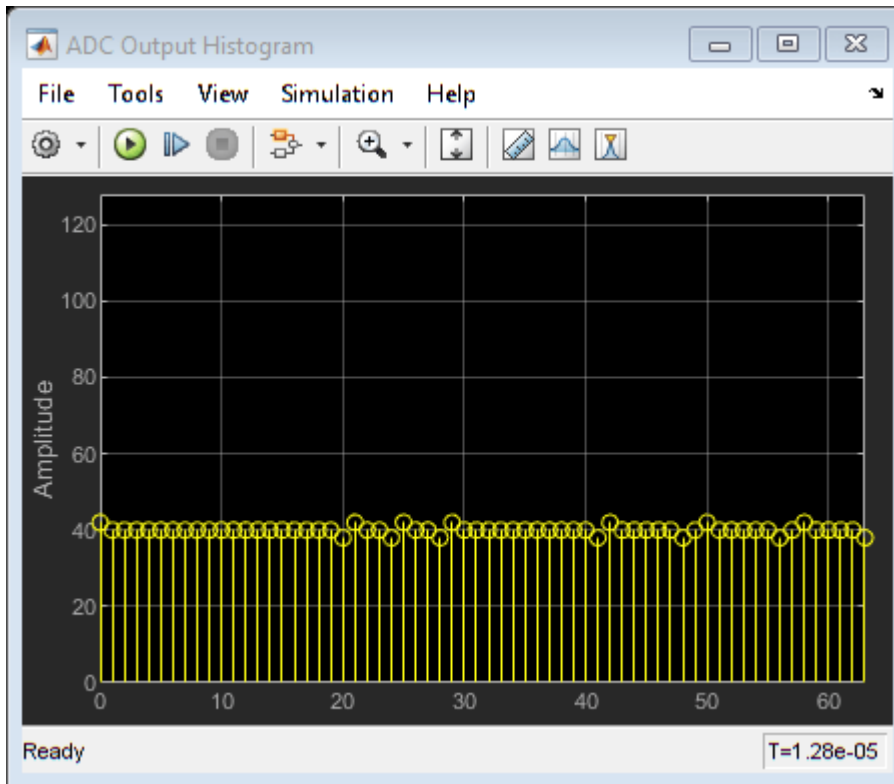 ADC Output Histogram
File Tools View Simulation Help
Amplitude
120
100
80
60
40
20
0
0 10 20 30 40 50 60
Ready T=1.28e-05